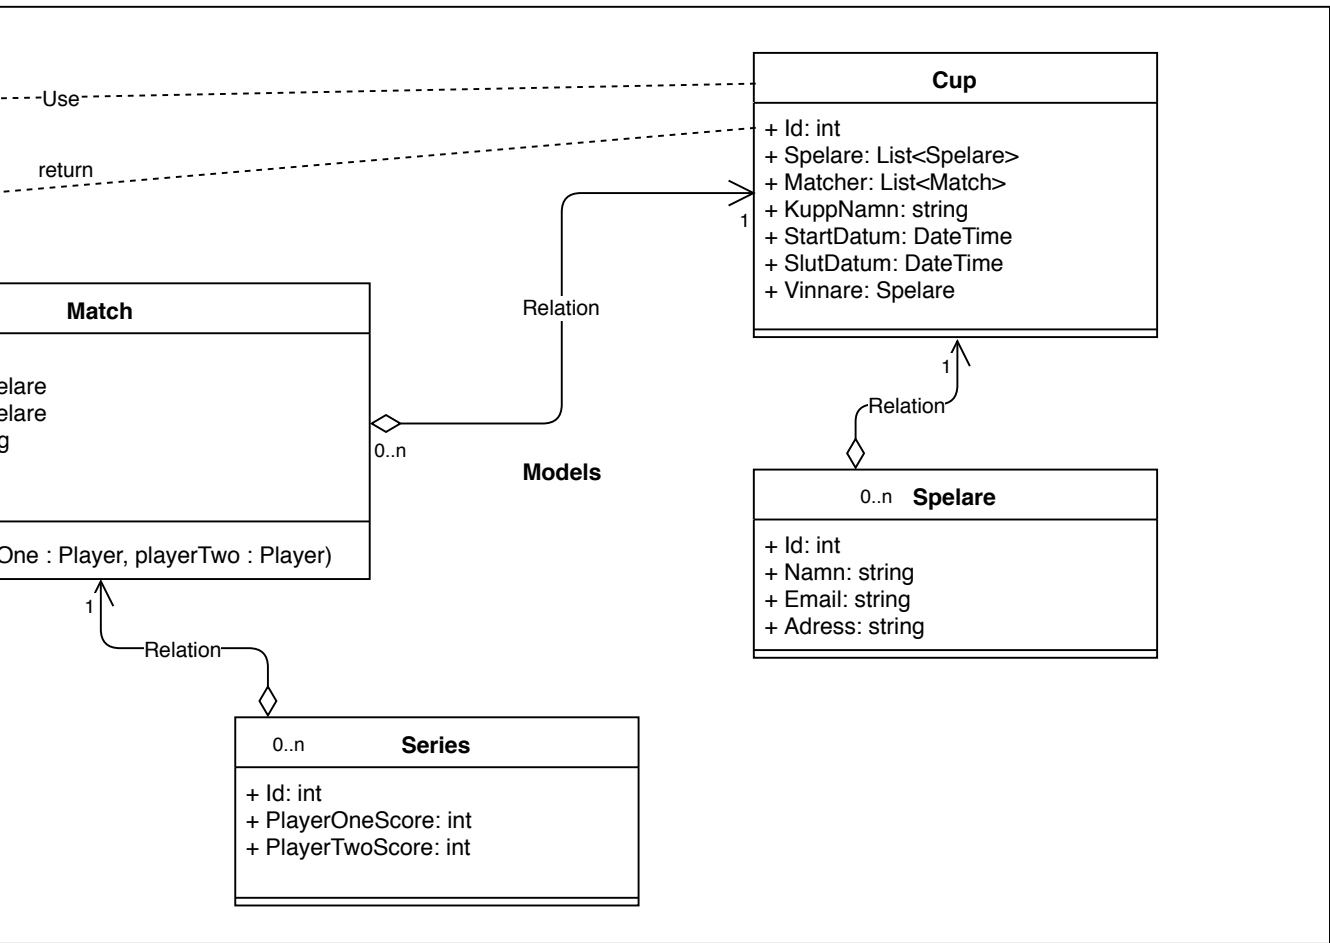 Use
return
Cup
+ Id: int
+ Spelare: List<Spelare>
+ Matcher: List<Match>
+ KuppNamn: string
+ StartDatum: DateTime
+ SlutDatum: DateTime
+ Vinnare: Spelare
1
Relation
Match
elare
elare
g
One : Player, playerTwo : Player)
0..n
Models
1
Relation
0..n Spelare
+ Id: int
+ Namn: string
+ Email: string
+ Adress: string
1
Relation
0..n Series
+ Id: int
+ PlayerOneScore: int
+ PlayerTwoScore: int